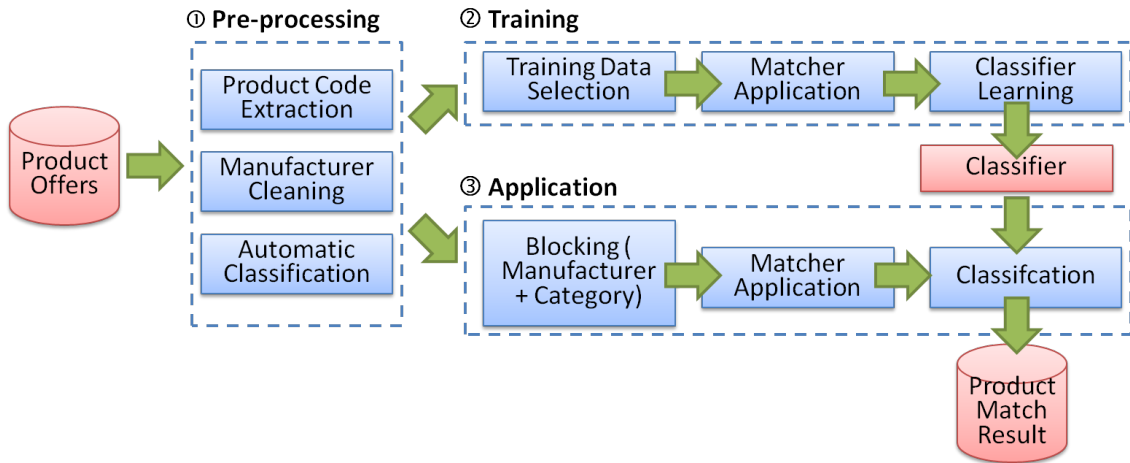 ① Pre-processing
Product
Offers
Product Code
Extraction
Manufacturer
Cleaning
Automatic
Classification
② Training
Training Data
Selection
Matcher
Application
Classifier
Learning
Classifier
③ Application
Blocking (
Manufacturer
+ Category)
Matcher
Application
Classifcation
Product
Match
Result